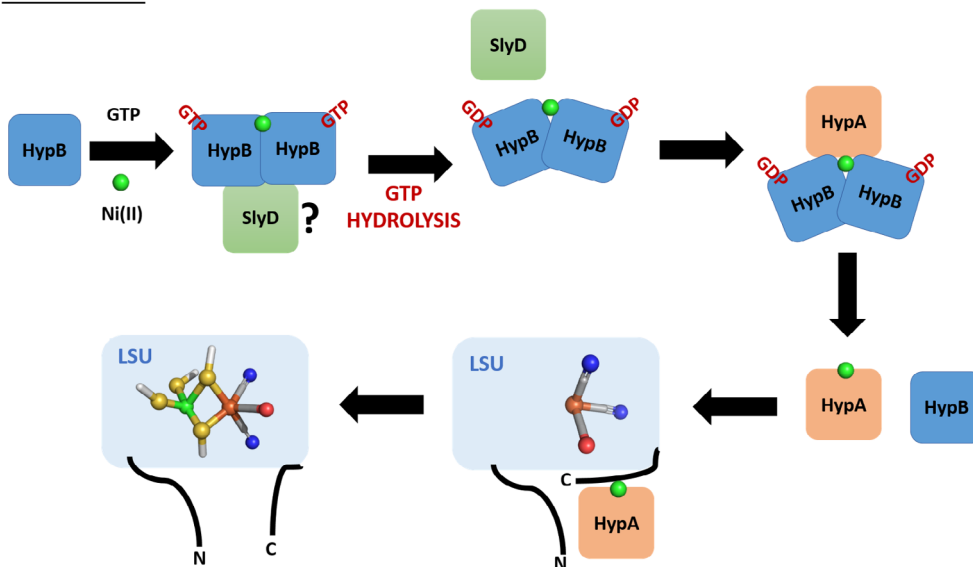 HypB
GTP
Ni(II)
GTP
GTP
HypB
HypB
SlyD
?
GTP
HYDROLYSIS
SlyD
GDP
GDP
HypB
HypB
HypA
GDP
GDP
HypB
HypB
HypA
HypB
LSU
C
HypA
N
LSU
N
C